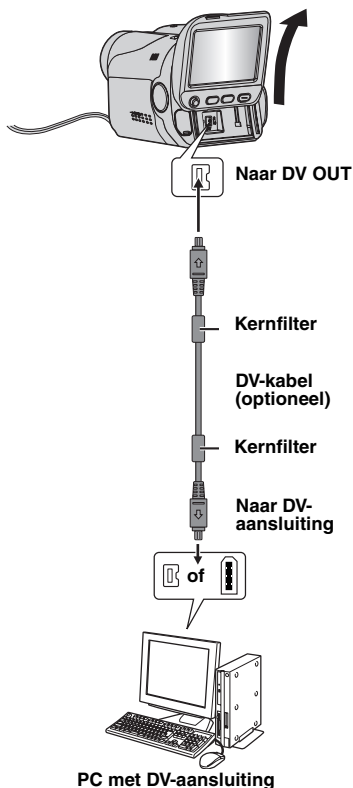 Naar DV OUT
Kernfilter
DV-kabel
(optioneel)
Kernfilter
Naar DV-
aansluiting
of
PC met DV-aansluiting